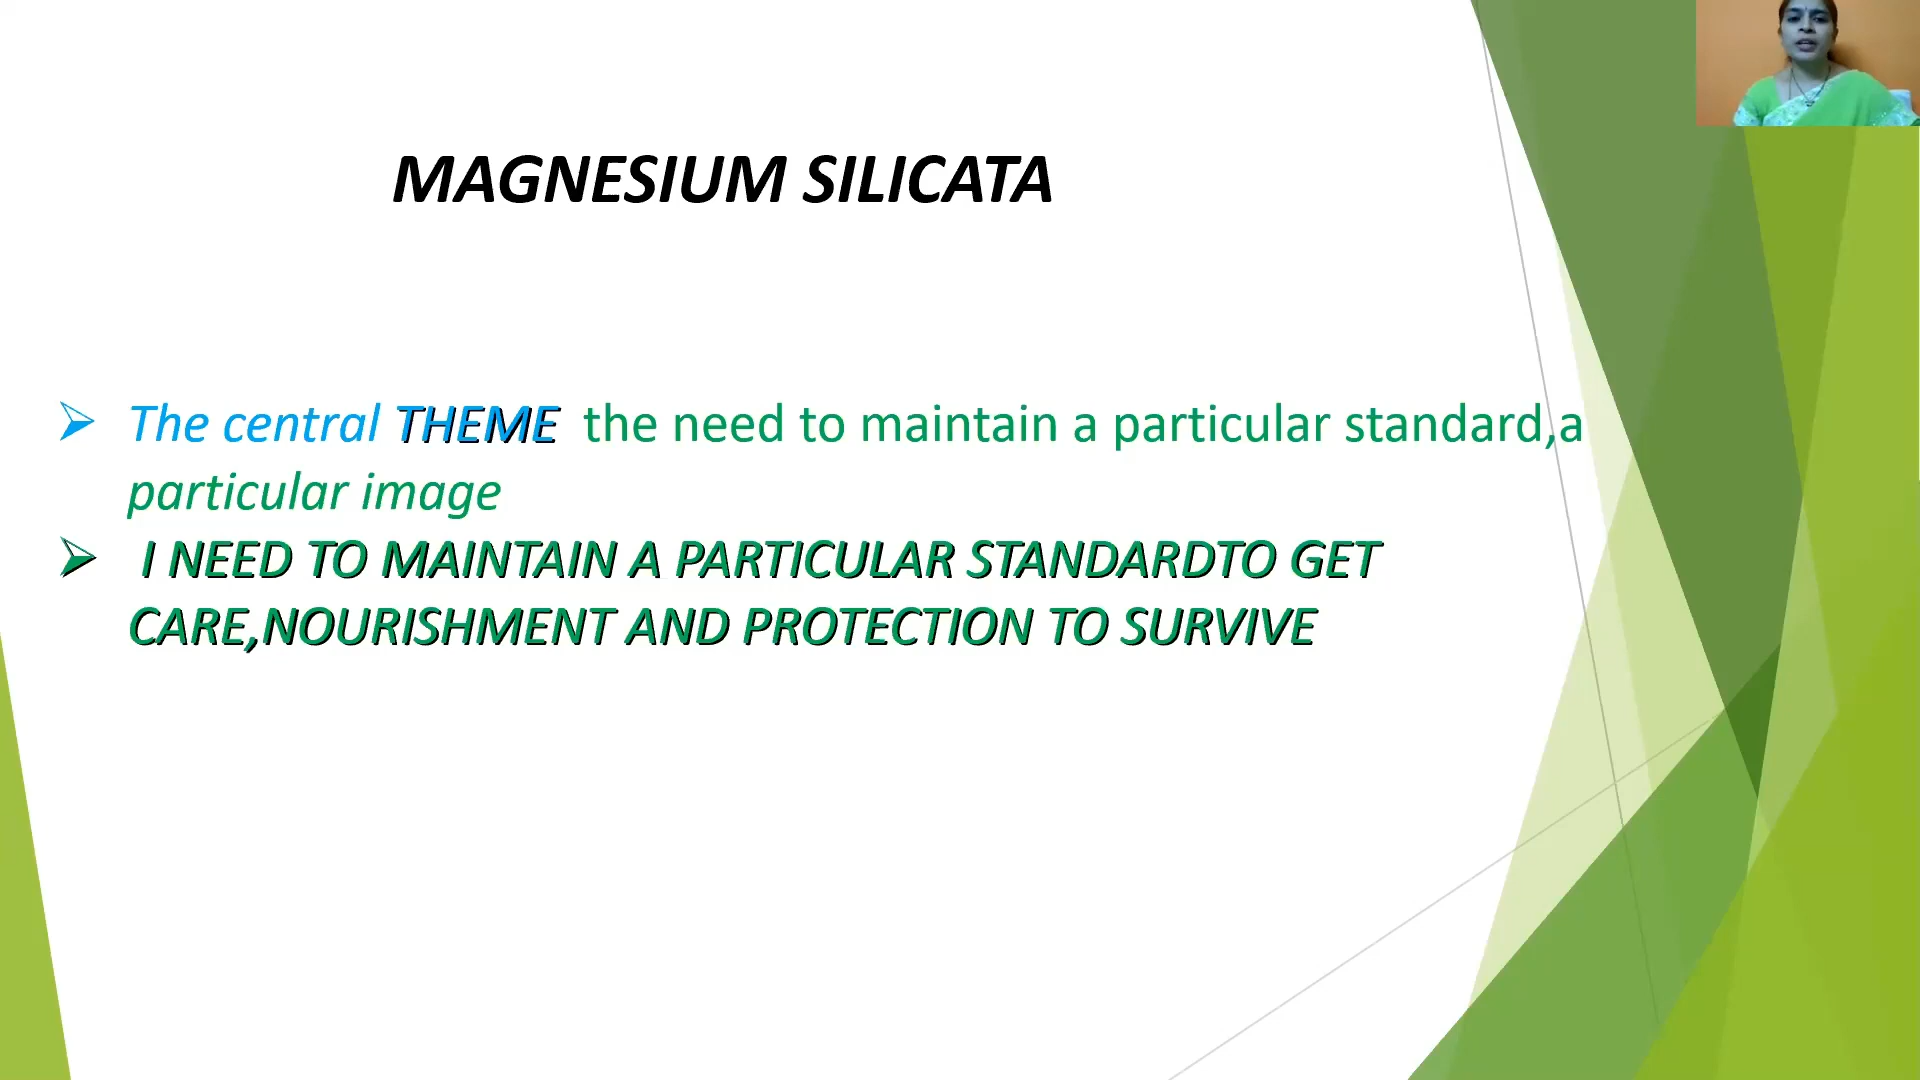 MAGNESIUM SILICATA
The central THEME the need to maintain a particular standard,a
particular image
I NEED TO MAINTAIN A PARTICULAR STANDARDTO GET
CARE,NOURISHMENT AND PROTECTION TO SURVIVE